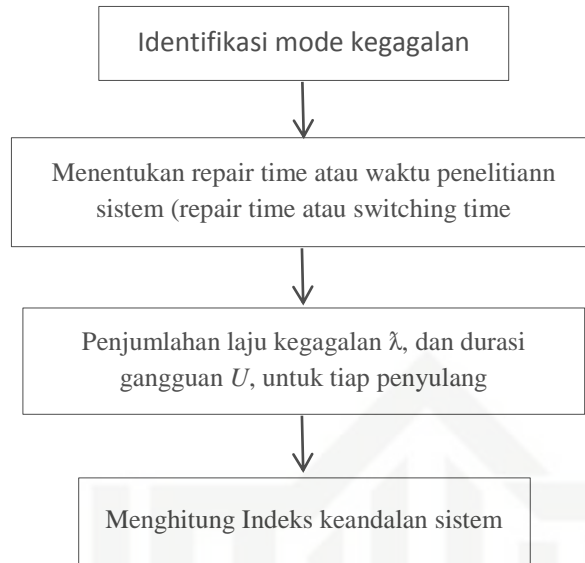 Identifikasi mode kegagalan
Menentukan repair time atau waktu penelitiann
sistem (repair time atau switching time
Penjumlahan laju kegagalan ƛ, dan durasi
gangguan U, untuk tiap penyulang
Menghitung Indeks keandalan sistem